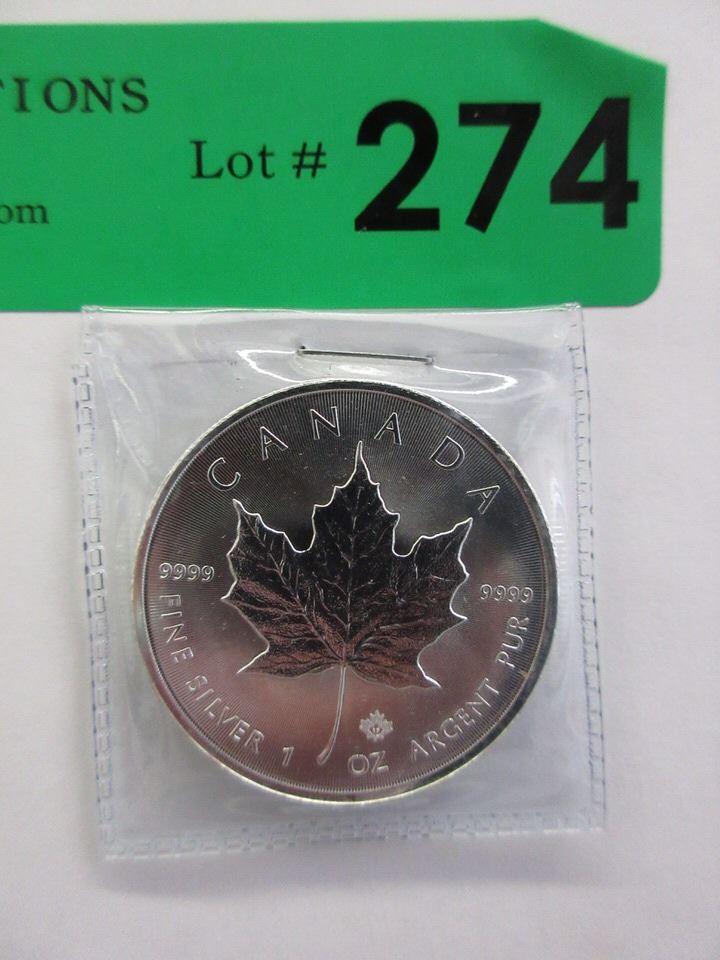 TIONS
Lot # 274
om
CANADA
9999 9999
FINE SILVER 1 OZ ARGENT PUR